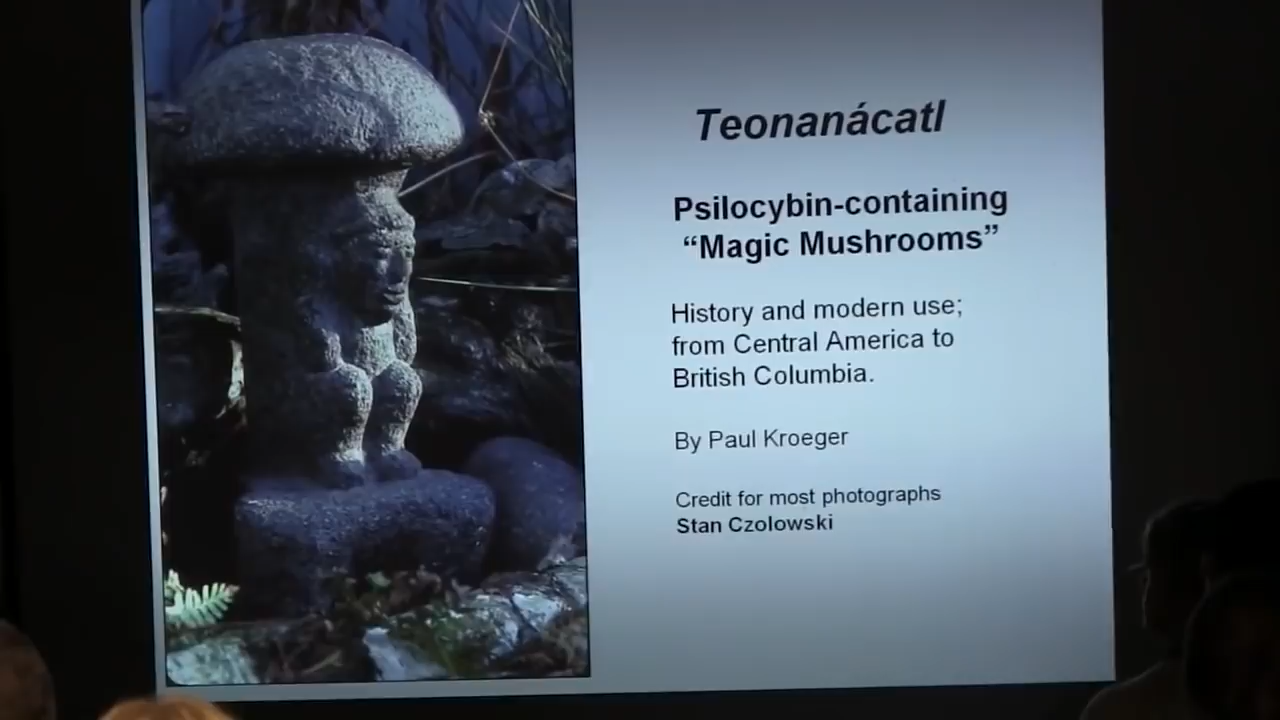 Teonanácatl
Psilocybin-containing
“Magic Mushrooms”
History and modern use;
from Central America to
British Columbia.
By Paul Kroeger
Credit for most photographs
Stan Czolowski